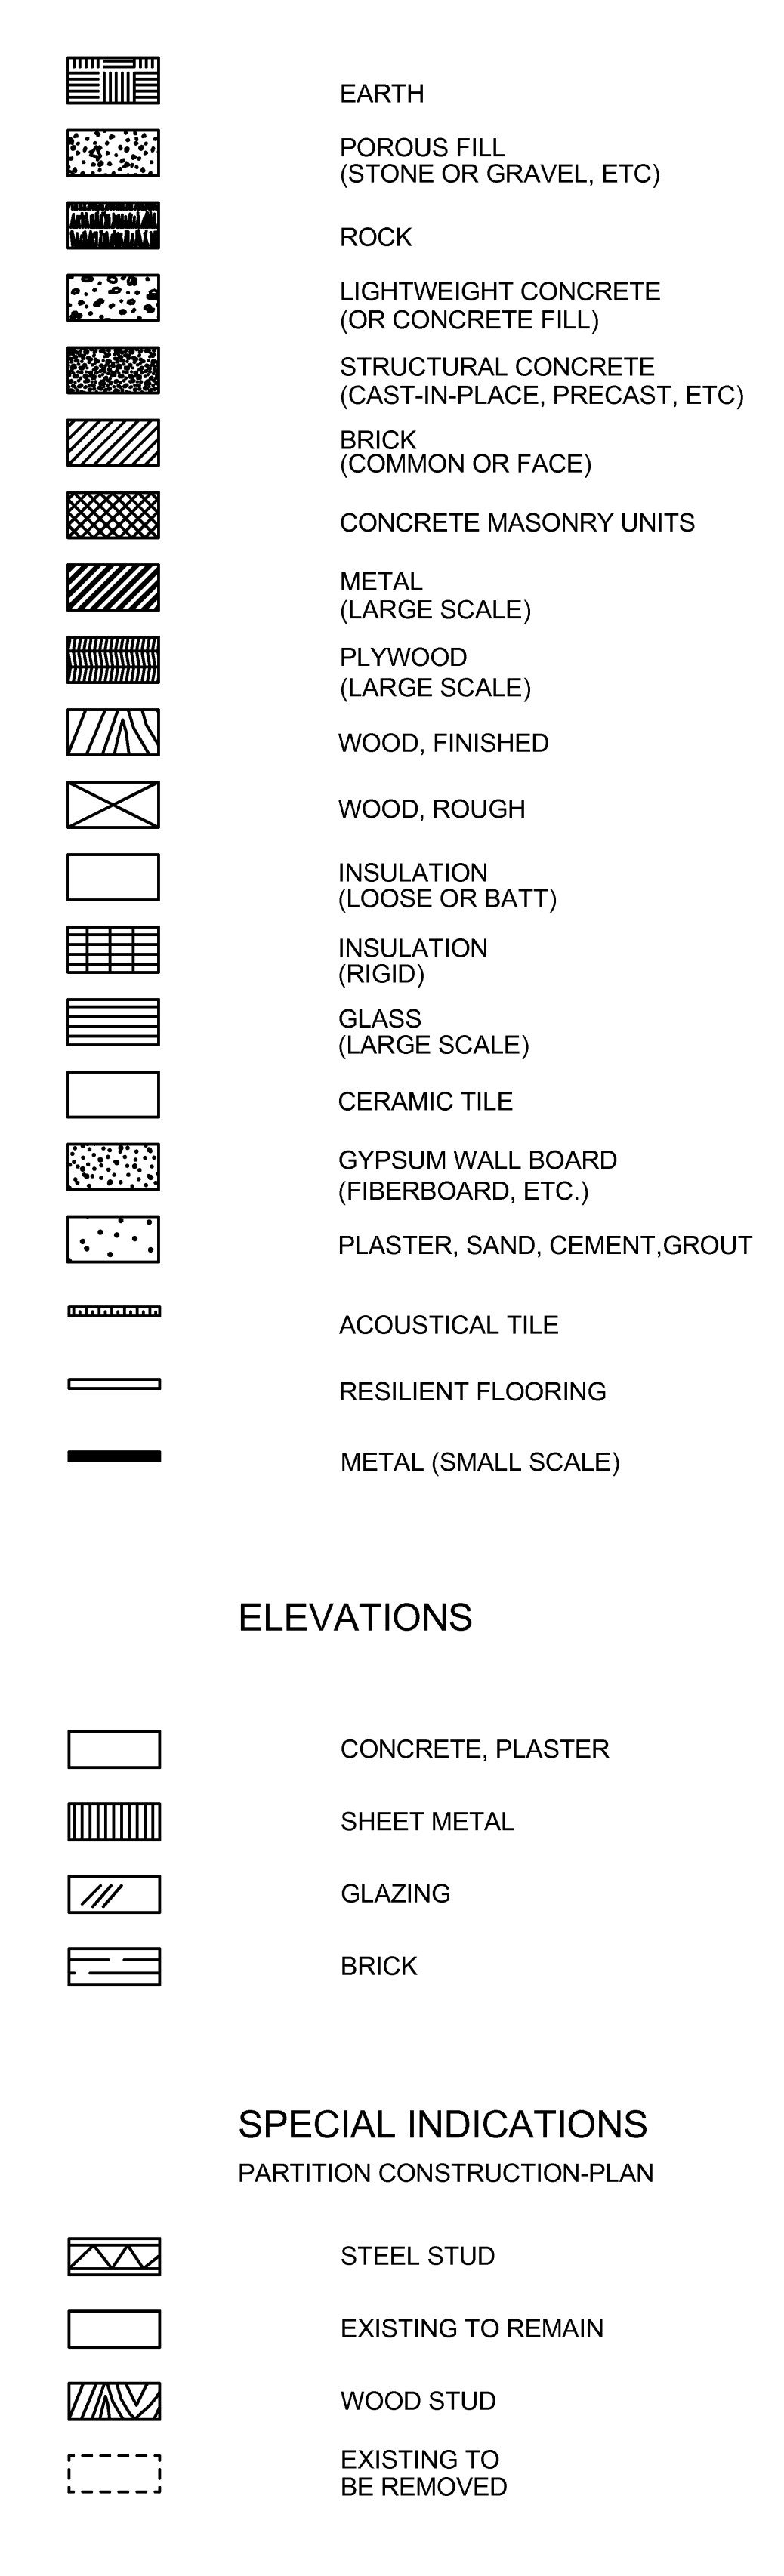 EARTH
POROUS FILL
(STONE OR GRAVEL, ETC)
ROCK
LIGHTWEIGHT CONCRETE
(OR CONCRETE FILL)
STRUCTURAL CONCRETE
(CAST-IN-PLACE, PRECAST, ETC)
BRICK
(COMMON OR FACE)
CONCRETE MASONRY UNITS
METAL
(LARGE SCALE)
PLYWOOD
(LARGE SCALE)
WOOD, FINISHED
WOOD, ROUGH
INSULATION
(LOOSE OR BATT)
INSULATION
(RIGID)
GLASS
(LARGE SCALE)
CERAMIC TILE
GYPSUM WALL BOARD
(FIBERBOARD, ETC.)
PLASTER, SAND, CEMENT,GROUT
ACOUSTICAL TILE
RESILIENT FLOORING
METAL (SMALL SCALE)
ELEVATIONS
CONCRETE, PLASTER
SHEET METAL
GLAZING
BRICK
SPECIAL INDICATIONS
PARTITION CONSTRUCTION-PLAN
STEEL STUD
EXISTING TO REMAIN
WOOD STUD
EXISTING TO
BE REMOVED